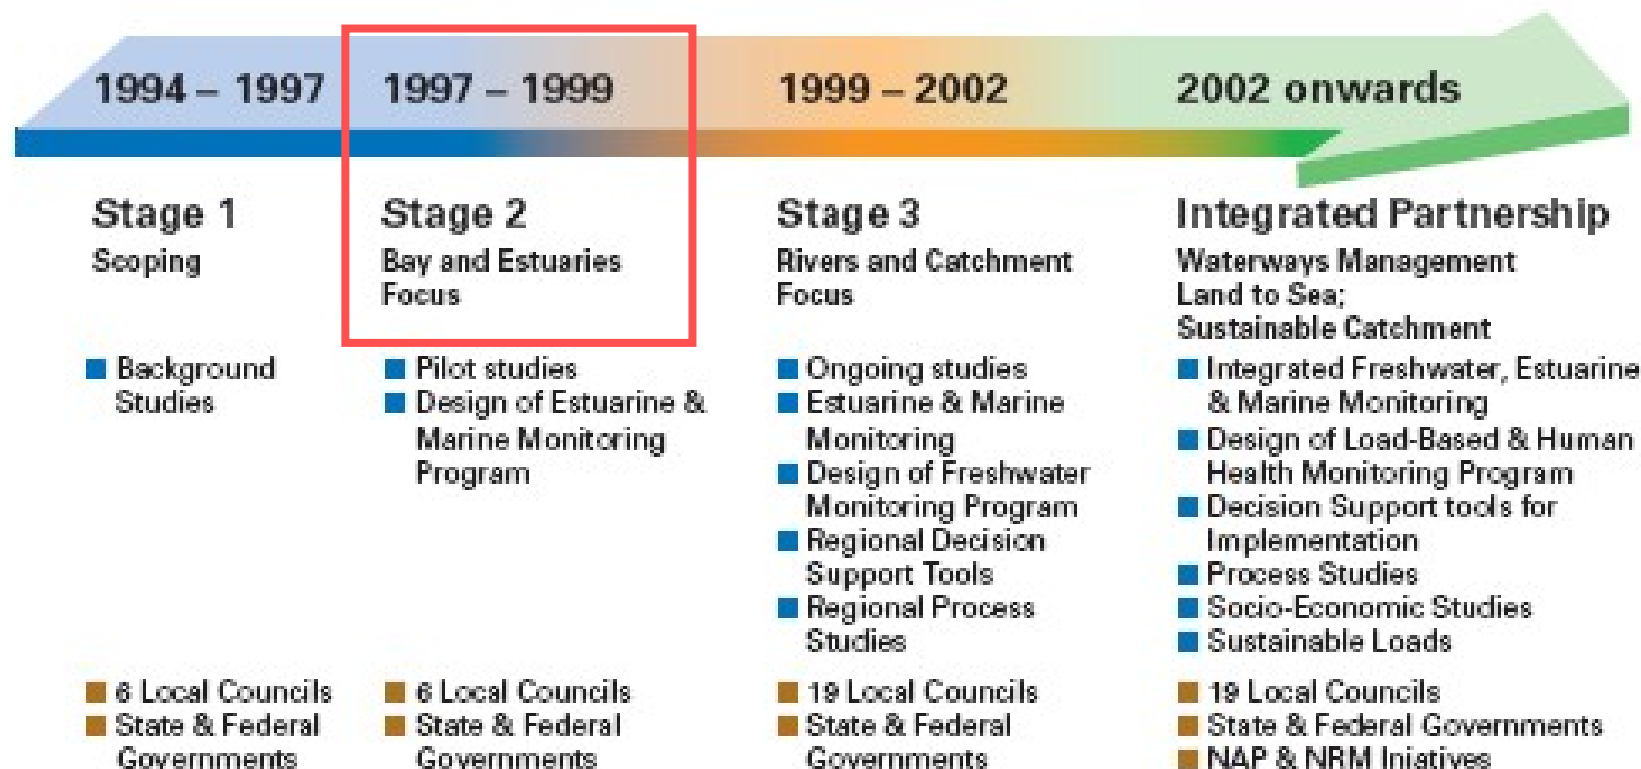 1994 – 1997
1997 – 1999
1999 – 2002
2002 onwards
Stage 1
Scoping
Background
Studies
6 Local Councils
State & Federal
Governments
Stage 2
Bay and Estuaries
Focus
Pilot studies
Design of Estuarine &
Marine Monitoring
Program
6 Local Councils
State & Federal
Governments
Stage 3
Rivers and Catchment
Focus
Ongoing studies
Estuarine & Marine
Monitoring
Design of Freshwater
Monitoring Program
Regional Decision
Support Tools
Regional Process
Studies
19 Local Councils
State & Federal
Governments
Integrated Partnership
Waterways Management
Land to Sea;
Sustainable Catchment
Integrated Freshwater, Estuarine
& Marine Monitoring
Design of Load-Based & Human
Health Monitoring Program
Decision Support tools for
Implementation
Process Studies
Socio-Economic Studies
Sustainable Loads
19 Local Councils
State & Federal Governments
NAP & NRM Iniatives